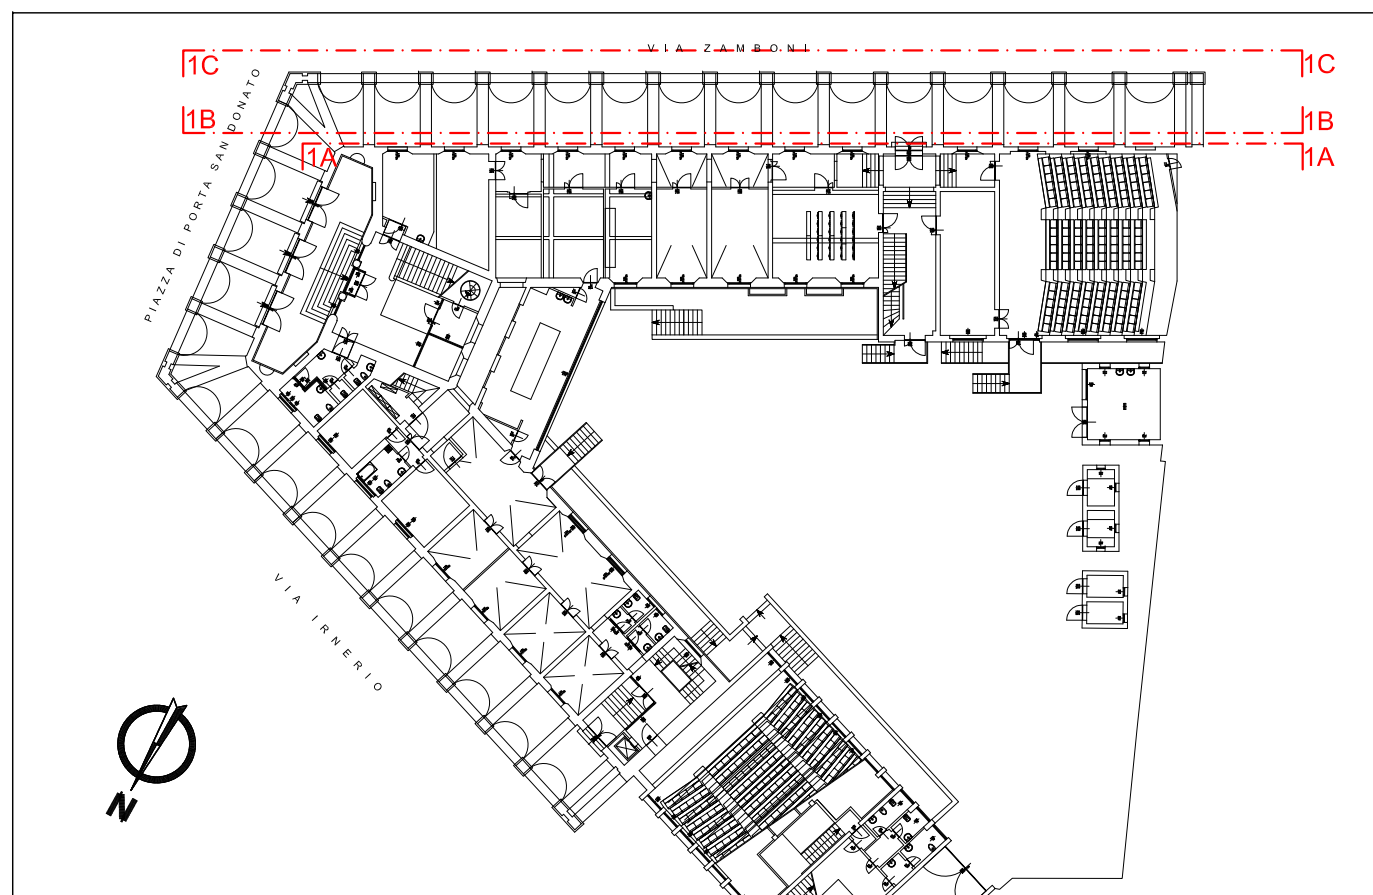 VIA ZAMBONI
1C
1C
PIAZZA DI PORTA SAN DONATO
1B
1B
1A
1A
VIA IRNERIO
N